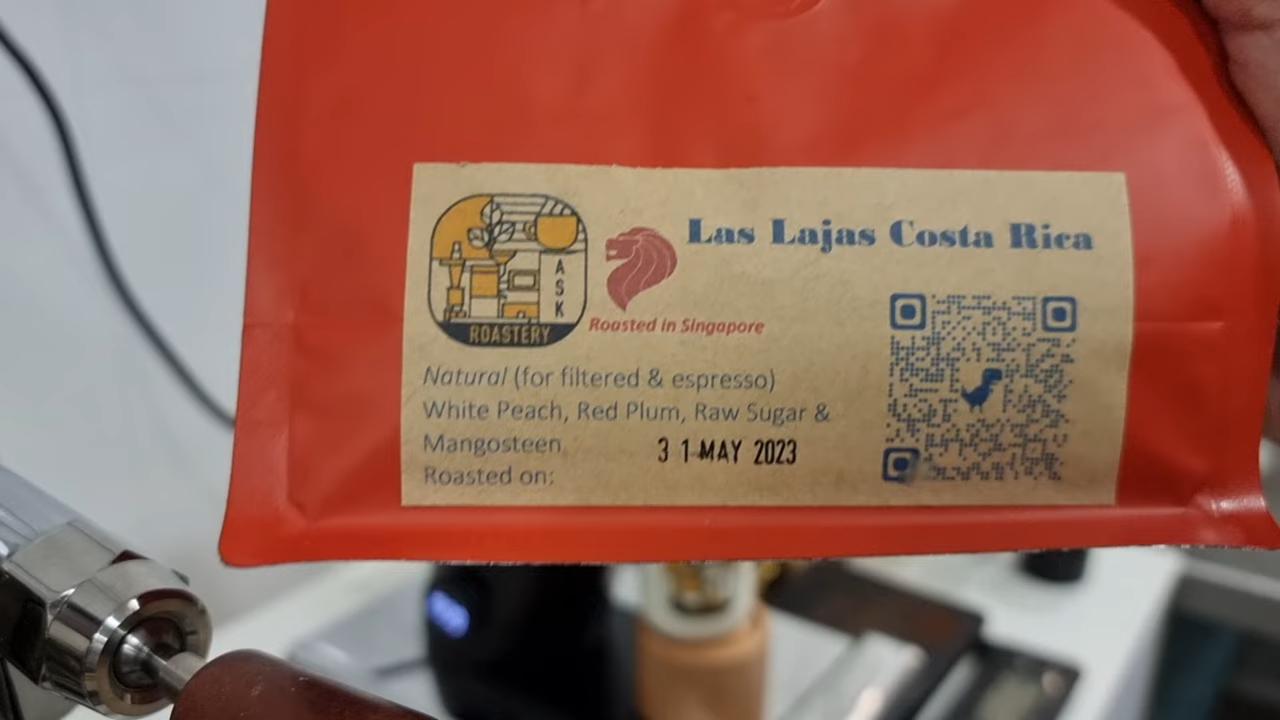 Las Lajas Costa Rica
ASK
ROASTERY
Roasted in Singapore
Natural (for filtered & espresso)
White Peach, Red Plum, Raw Sugar &
Mangosteen
31 MAY 2023
Roasted on: